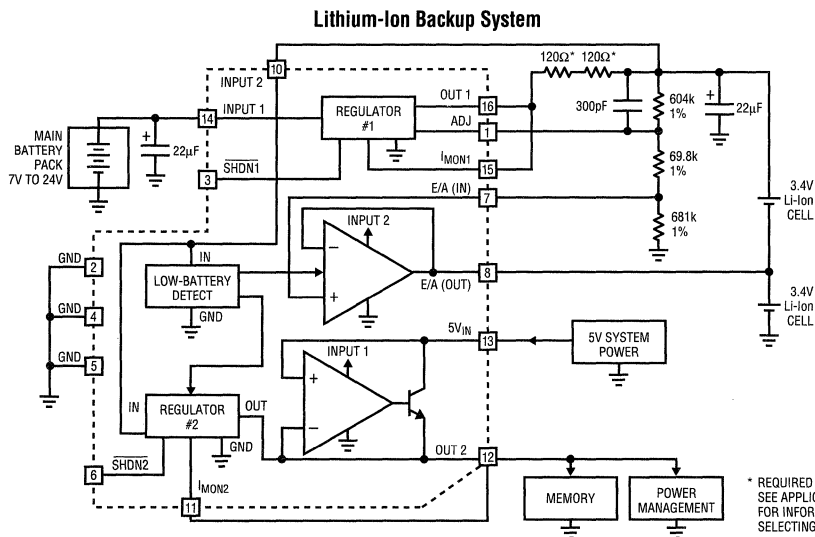 Lithium-Ion Backup System
120Ω* 120Ω*
10
INPUT 2
OUT 1
16
14 INPUT 1
REGULATOR
#1
ADJ
1
300pF
604k
1%
+
22µF
MAIN
BATTERY
PACK
7V TO 24V
+
22µF
IMON1
15
3 SHDN1
E/A (IN)
7
69.8k
1%
3.4V
Li-Ion
CELL
INPUT 2
681k
1%
IN
GND
2
LOW-BATTERY
DETECT
−
+
E/A (OUT)
8
GND
GND
4
3.4V
Li-Ion
CELL
5VIN
13
5V SYSTEM
POWER
GND
5
INPUT 1
+
−
IN
REGULATOR
#2
OUT
GND
OUT 2
12
SHDN2
6
IMON2
11
MEMORY
POWER
MANAGEMENT
* REQUIRED
SEE APPLIC
FOR INFOR
SELECTING